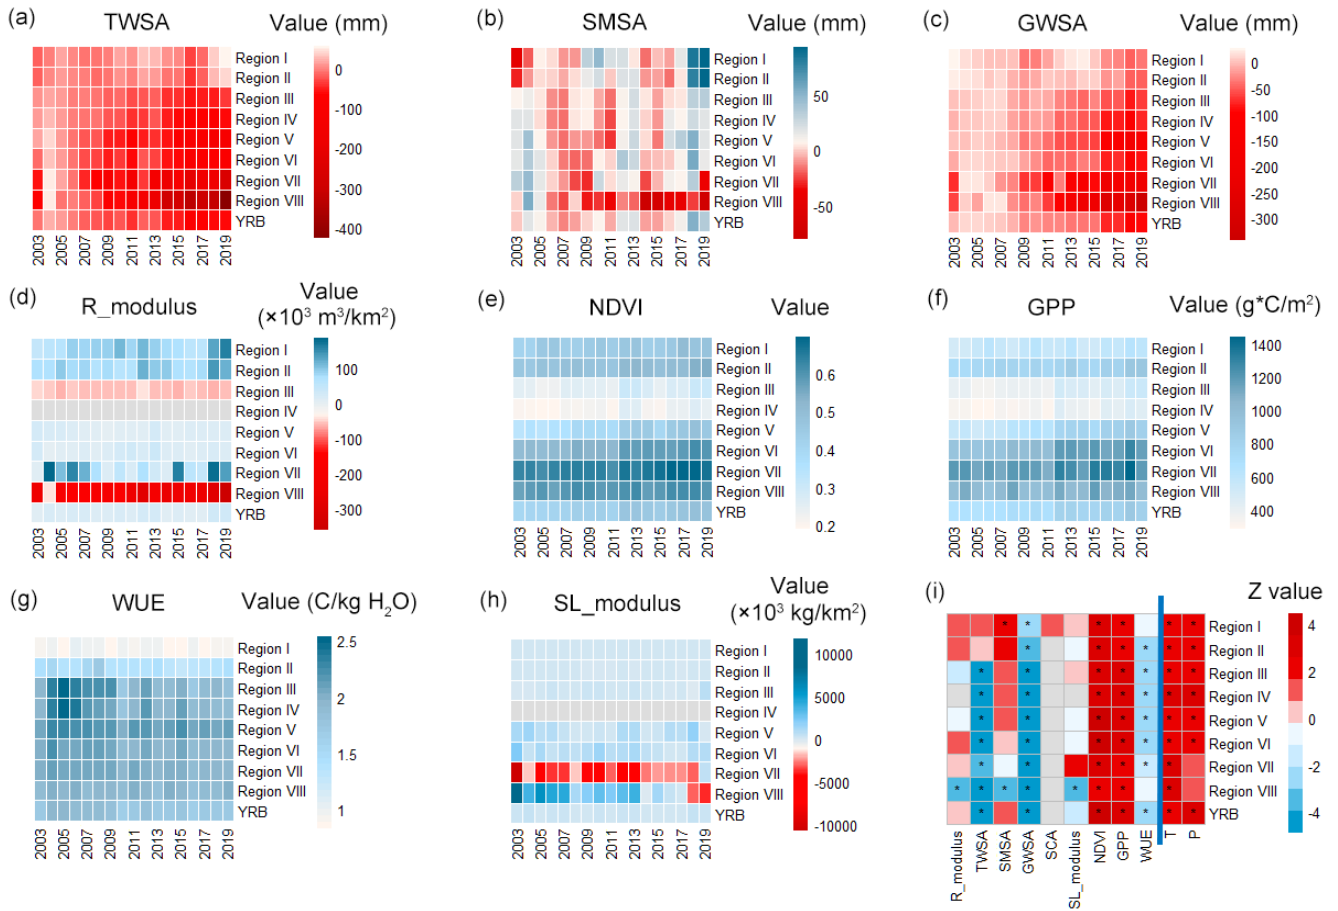 (a) TWSA Value (mm)
Region I
Region II
Region III
Region IV
Region V
Region VI
Region VII
Region VIII
YRB
0
-100
-200
-300
-400
2003 2005 2007 2009 2011 2013 2015 2017 2019
(b) SMSA Value (mm)
Region I
Region II
Region III
Region IV
Region V
Region VI
Region VII
Region VIII
YRB
50
0
-50
2003 2005 2007 2009 2011 2013 2015 2017 2019
(c) GWSA Value (mm)
Region I
Region II
Region III
Region IV
Region V
Region VI
Region VII
Region VIII
YRB
0
-50
-100
-150
-200
-250
-300
2003 2005 2007 2009 2011 2013 2015 2017 2019
(d) R_modulus Value
(×10³ m³/km²)
Region I
Region II
Region III
Region IV
Region V
Region VI
Region VII
Region VIII
YRB
100
0
-100
-200
-300
2003 2005 2007 2009 2011 2013 2015 2017 2019
(e) NDVI Value
Region I
Region II
Region III
Region IV
Region V
Region VI
Region VII
Region VIII
YRB
0.6
0.5
0.4
0.3
0.2
2003 2005 2007 2009 2011 2013 2015 2017 2019
(f) GPP Value (g*C/m²)
Region I
Region II
Region III
Region IV
Region V
Region VI
Region VII
Region VIII
YRB
1400
1200
1000
800
600
400
2003 2005 2007 2009 2011 2013 2015 2017 2019
(g) WUE Value (C/kg H₂O)
Region I
Region II
Region III
Region IV
Region V
Region VI
Region VII
Region VIII
YRB
2.5
2
1.5
1
2003 2005 2007 2009 2011 2013 2015 2017 2019
(h) SL_modulus Value
(×10³ kg/km²)
Region I
Region II
Region III
Region IV
Region V
Region VI
Region VII
Region VIII
YRB
10000
5000
0
-5000
-10000
2003 2005 2007 2009 2011 2013 2015 2017 2019
(i) Z value
Region I
Region II
Region III
Region IV
Region V
Region VI
Region VII
Region VIII
YRB
4
2
0
-2
-4
R_modulus TWSA SMSA GWSA SCA SL_modulus NDVI GPP WUE T P